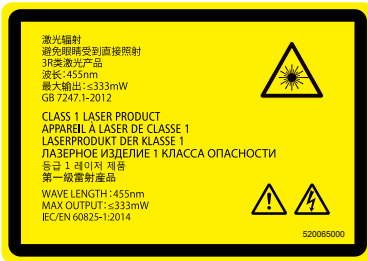 激光辐射
避免眼睛受到直接照射
3R类激光产品
波长:455nm
最大输出:≤333mW
GB 7247.1-2012
CLASS 1 LASER PRODUCT
APPAREIL À LASER DE CLASSE 1
LASERPRODUKT DER KLASSE 1
ЛАЗЕРНОЕ ИЗДЕЛИЕ 1 КЛАССА ОПАСНОСТИ
등급 1 레이저 제품
第一級雷射産品
WAVE LENGTH:455nm
MAX OUTPUT:≤333mW
IEC/EN 60825-1:2014
520065000